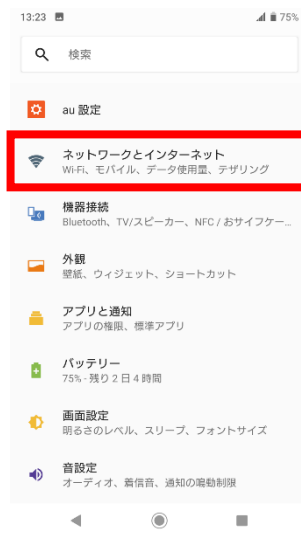 13:23 75%
検索
au 設定
ネットワークとインターネット
Wi-Fi、モバイル、データ使用量、テザリング
機器接続
Bluetooth、TV/スピーカー、NFC / おサイフケー...
外観
壁紙、ウィジェット、ショートカット
アプリと通知
アプリの権限、標準アプリ
バッテリー
75% - 残り 2 日 4 時間
画面設定
明るさのレベル、スリープ、フォントサイズ
音設定
オーディオ、着信音、通知の鳴動制限